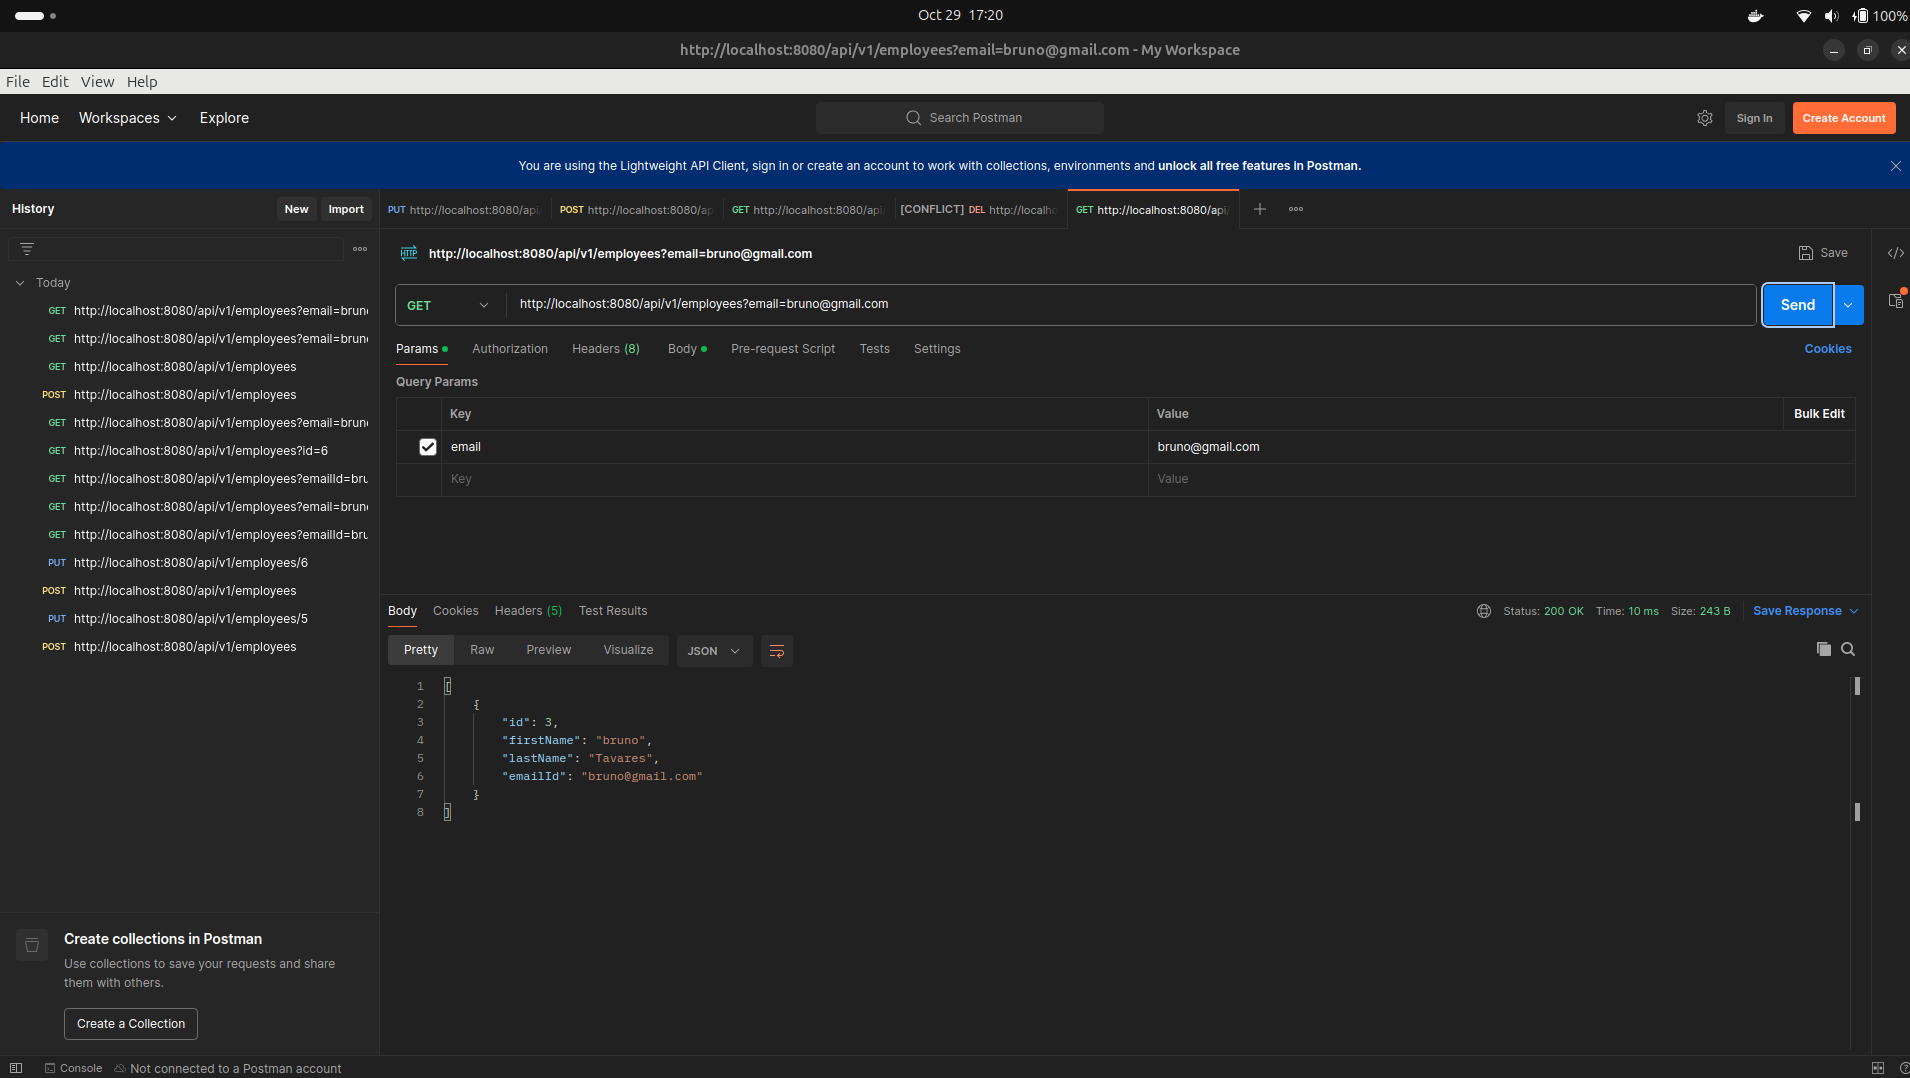 Oct 29 17:20
100%
http://localhost:8080/api/v1/employees?email=bruno@gmail.com - My Workspace
File Edit View Help
Home Workspaces Explore
Search Postman
Sign In
Create Account
You are using the Lightweight API Client, sign in or create an account to work with collections, environments and unlock all free features in Postman.
History
New
Import
PUT http://localhost:8080/api/
POST http://localhost:8080/ap
GET http://localhost:8080/api/
[CONFLICT] DEL http://localho
GET http://localhost:8080/api/
Today
GET http://localhost:8080/api/v1/employees?email=brun
GET http://localhost:8080/api/v1/employees?email=brun
GET http://localhost:8080/api/v1/employees
POST http://localhost:8080/api/v1/employees
GET http://localhost:8080/api/v1/employees?email=brun
GET http://localhost:8080/api/v1/employees?id=6
GET http://localhost:8080/api/v1/employees?emailId=bru
GET http://localhost:8080/api/v1/employees?email=brun
GET http://localhost:8080/api/v1/employees?emailId=bru
PUT http://localhost:8080/api/v1/employees/6
POST http://localhost:8080/api/v1/employees
PUT http://localhost:8080/api/v1/employees/5
POST http://localhost:8080/api/v1/employees
Create collections in Postman
Use collections to save your requests and share
them with others.
Create a Collection
HTTP http://localhost:8080/api/v1/employees?email=bruno@gmail.com
Save
</>
GET http://localhost:8080/api/v1/employees?email=bruno@gmail.com
Send
Params Authorization Headers (8) Body Pre-request Script Tests Settings
Cookies
Query Params
Key Value Bulk Edit
email bruno@gmail.com
Key Value
Body Cookies Headers (5) Test Results
Status: 200 OK Time: 10 ms Size: 243 B
Save Response
Pretty Raw Preview Visualize JSON
1 [
2 {
3 "id": 3,
4 "firstName": "bruno",
5 "lastName": "Tavares",
6 "emailId": "bruno@gmail.com"
7 }
8 ]
Console Not connected to a Postman account